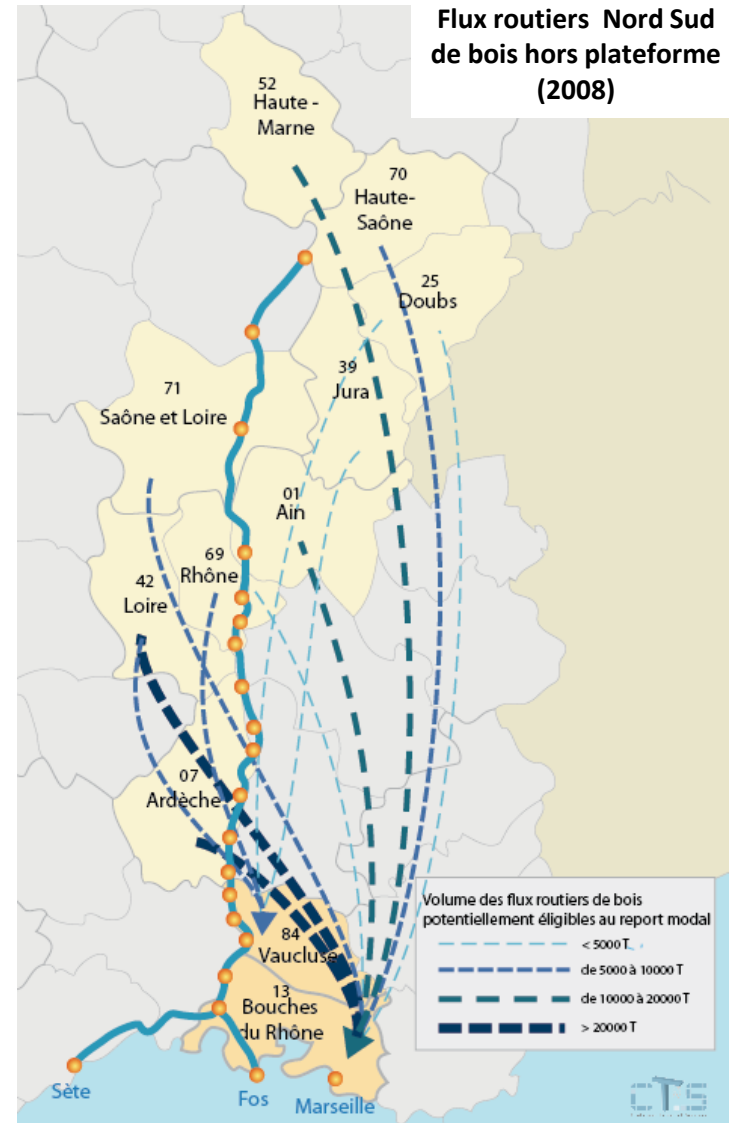 Flux routiers Nord Sud
de bois hors plateforme
(2008)
52
Haute -
Marne
70
Haute-
Saône
25
Doubs
39
Jura
71
Saône et Loire
01
Ain
69
Rhône
42
Loire
07
Ardèche
84
Vaucluse
13
Bouches
du Rhône
Sète
Fos
Marseille
Volume des flux routiers de bois
potentiellement éligibles au report modal
< 5000 T
de 5000 à 10000 T
de 10000 à 20000 T
> 20000 T
CTS